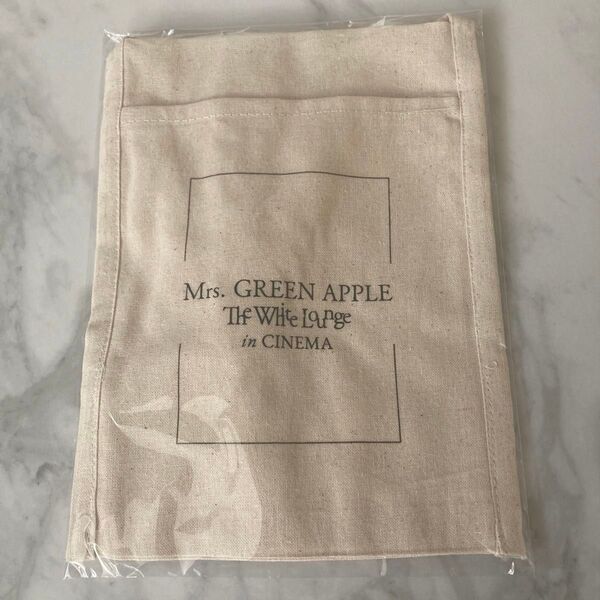 Mrs. GREEN APPLE
The White Lounge
in CINEMA